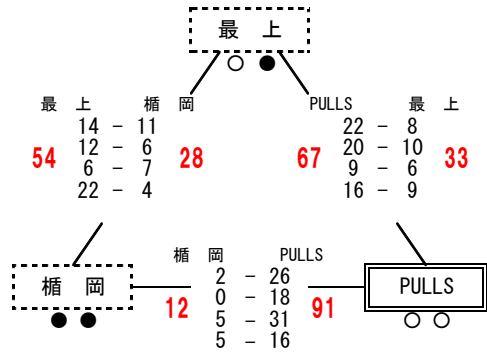 最 上
○ ●
最 上 楯 岡
14 - 11
12 - 6
6 - 7
22 - 4
54 28
PULLS 最 上
22 - 8
20 - 10
9 - 6
16 - 9
67 33
楯 岡 PULLS
2 - 26
0 - 18
5 - 31
5 - 16
12 91
楯 岡
● ●
PULLS
○ ○